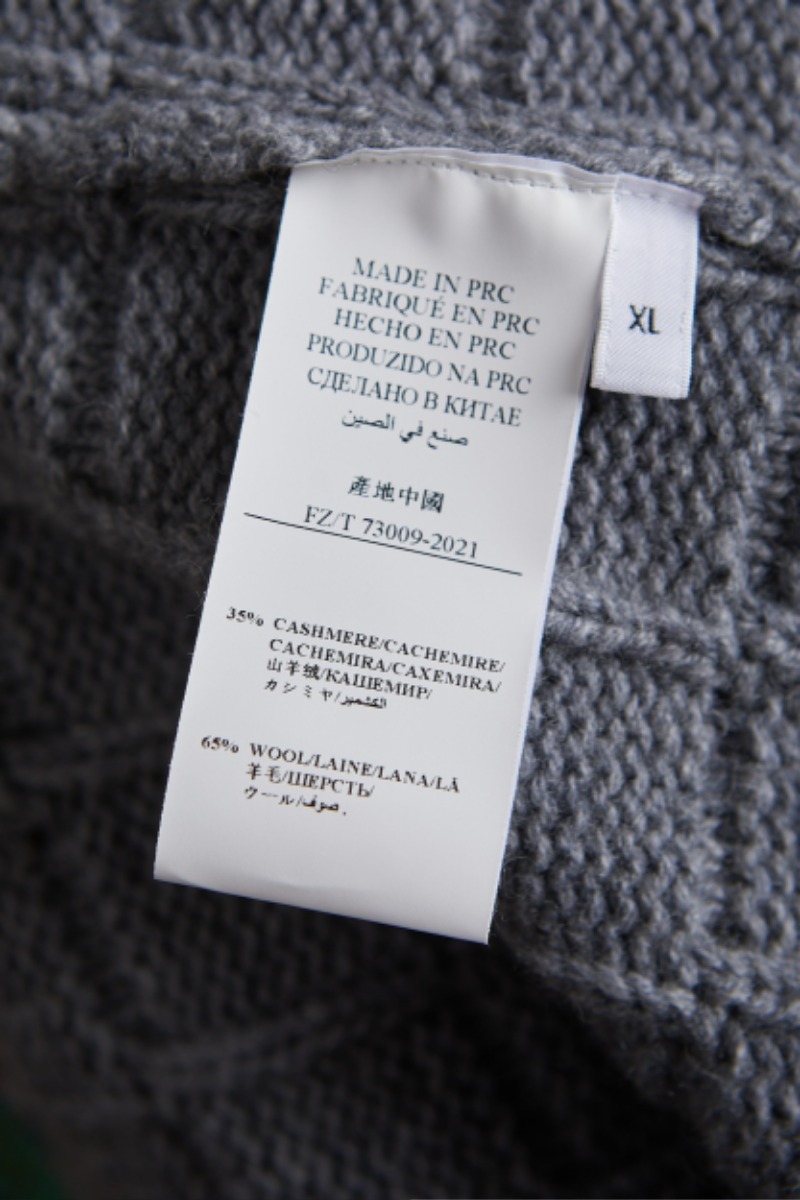 MADE IN PRC
FABRIQUÉ EN PRC
HECHO EN PRC
PRODUZIDO NA PRC
СДЕЛАНО В КИТАЕ
صنع في الصين
產地中國
FZ/T 73009-2021
35% CASHMERE/CACHEMIRE/
CACHEMIRA/CAXEMIRA/
山羊绒/КАШЕМИР/
カシミヤ/الكشمير
65% WOOL/LAINE/LANA/LÃ
羊毛/ШЕРСТЬ/
ウール/صوف.
XL